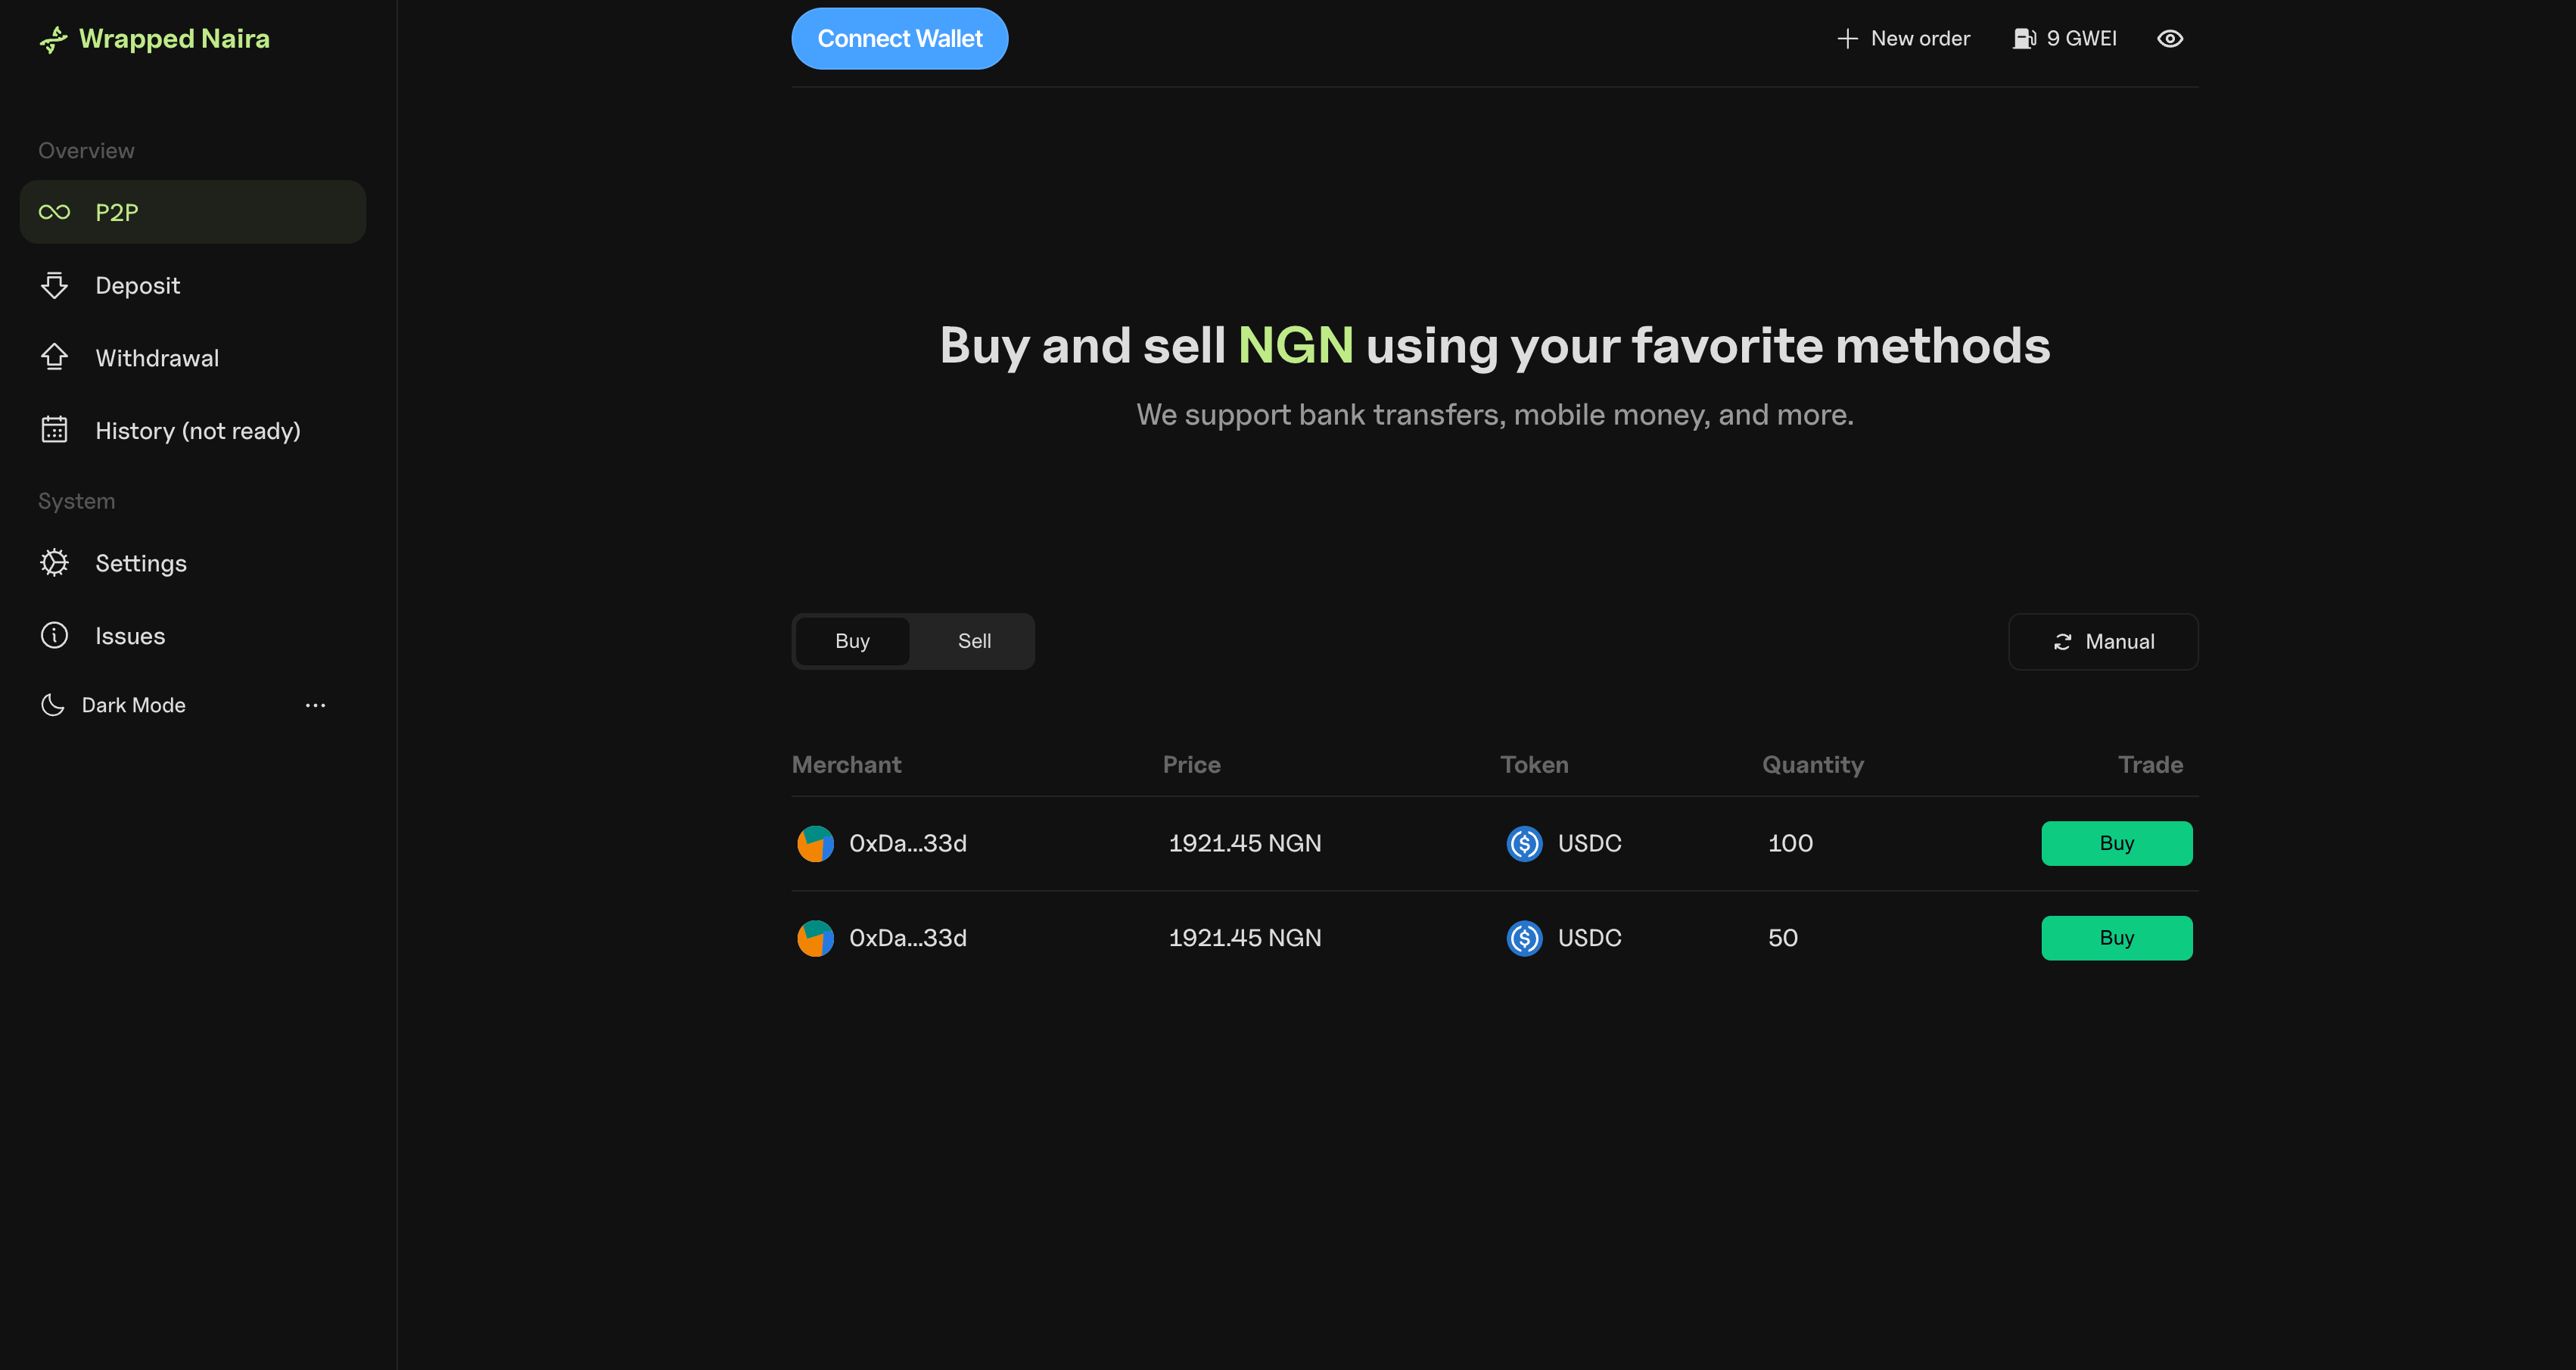 Wrapped Naira
Connect Wallet
New order
9 GWEI
Overview
P2P
Deposit
Withdrawal
History (not ready)
System
Settings
Issues
Dark Mode
...
Buy and sell NGN using your favorite methods
We support bank transfers, mobile money, and more.
Buy Sell
Manual
Merchant Price Token Quantity Trade
0xDa...33d 1921.45 NGN USDC 100 Buy
0xDa...33d 1921.45 NGN USDC 50 Buy